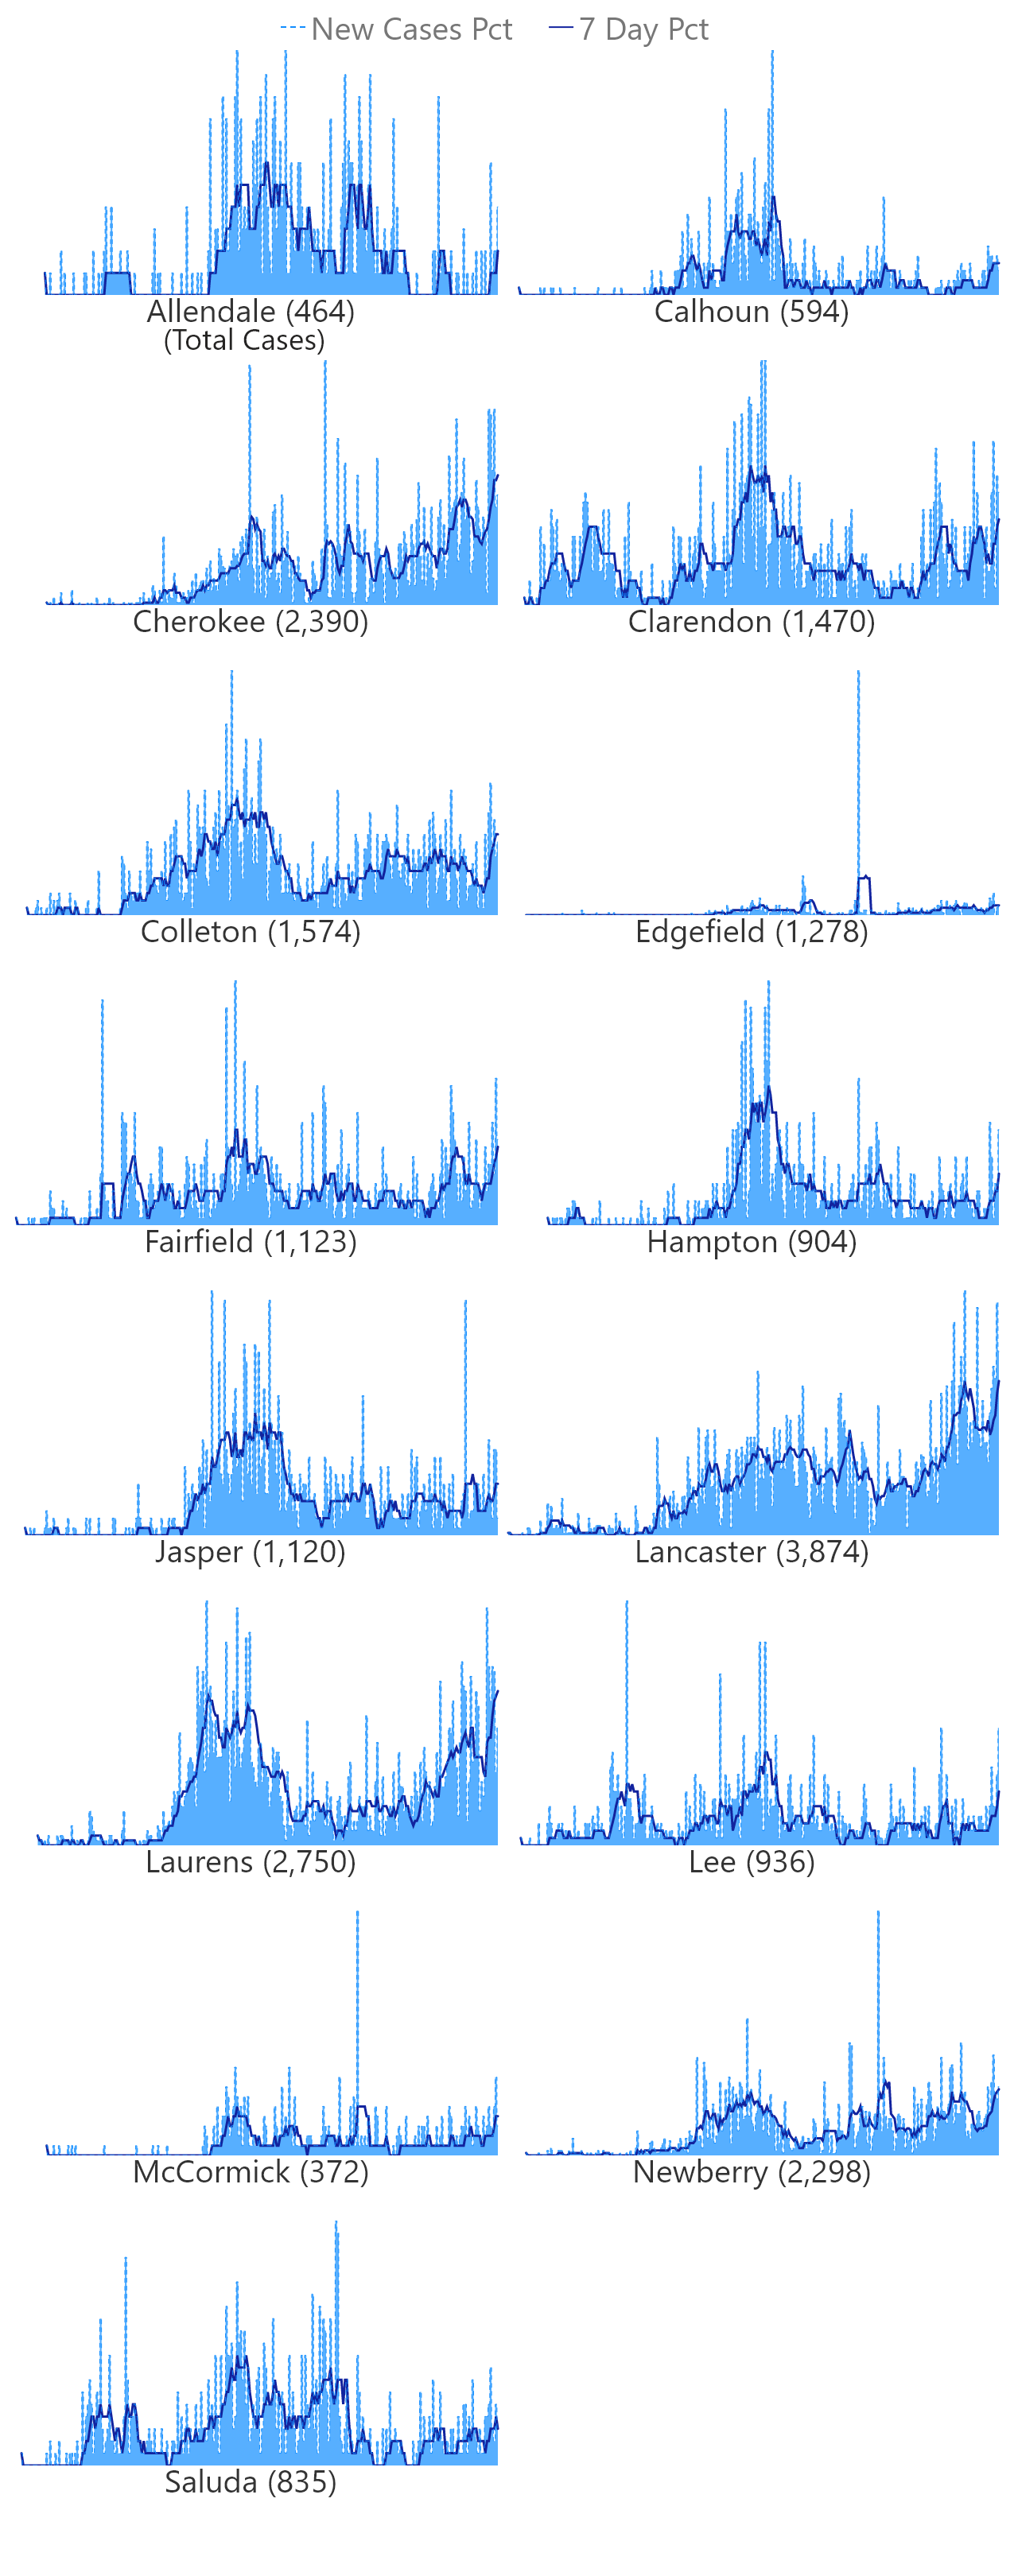 New Cases Pct 7 Day Pct
Allendale (464)
(Total Cases)
Calhoun (594)
Cherokee (2,390)
Clarendon (1,470)
Colleton (1,574)
Edgefield (1,278)
Fairfield (1,123)
Hampton (904)
Jasper (1,120)
Lancaster (3,874)
Laurens (2,750)
Lee (936)
McCormick (372)
Newberry (2,298)
Saluda (835)